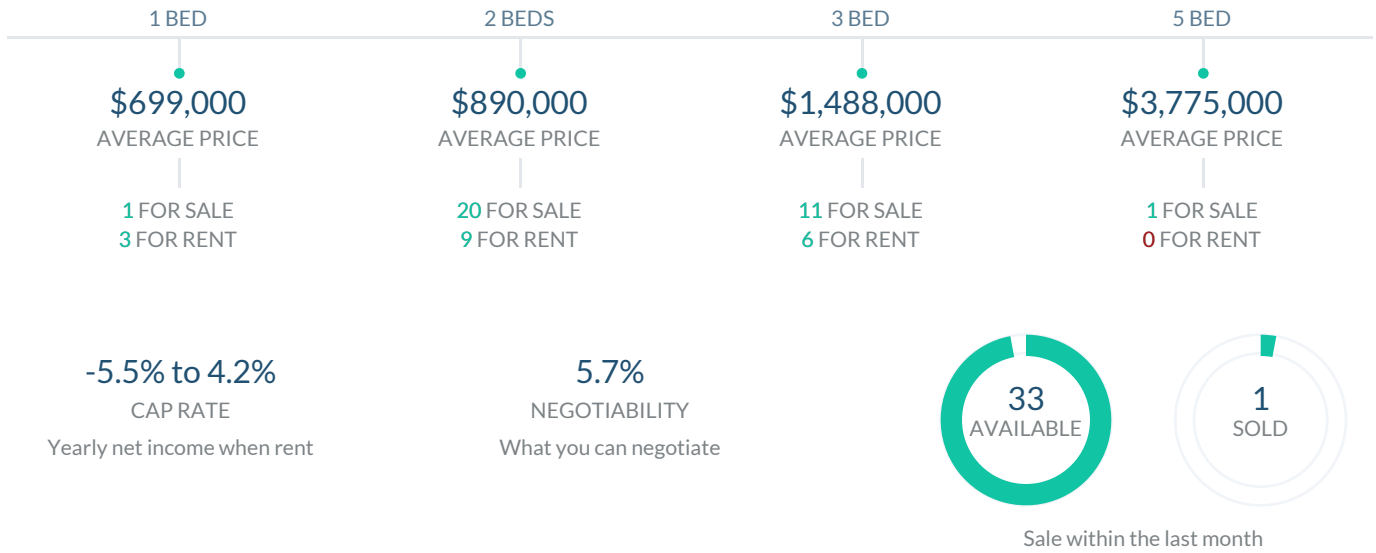 1 BED
2 BEDS
3 BED
5 BED
$699,000
AVERAGE PRICE
1 FOR SALE
3 FOR RENT
$890,000
AVERAGE PRICE
20 FOR SALE
9 FOR RENT
$1,488,000
AVERAGE PRICE
11 FOR SALE
6 FOR RENT
$3,775,000
AVERAGE PRICE
1 FOR SALE
0 FOR RENT
-5.5% to 4.2%
CAP RATE
Yearly net income when rent
5.7%
NEGOTIABILITY
What you can negotiate
33
AVAILABLE
1
SOLD
Sale within the last month